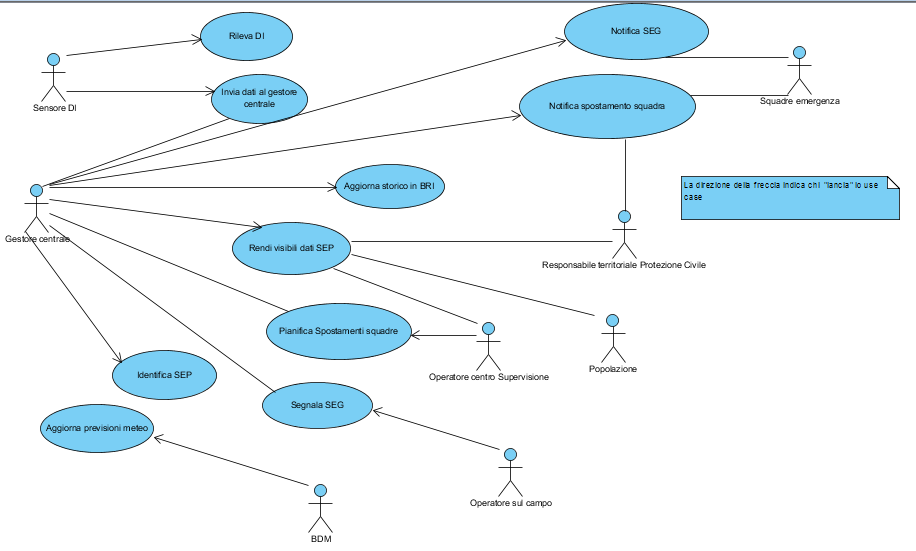 Rileva DI
Notifica SEG
Sensore DI
Invia dati al gestore
centrale
Notifica spostamento squadra
Squadre emergenza
Aggiorna storico in BRI
La direzione della freccia indica chi "lancia" lo use
case
Gestore centrale
Rendi visibili dati SEP
Responsabile territoriale Protezione Civile
Pianifica Spostamenti squadre
Operatore centro Supervisione
Popolazione
Identifica SEP
Segnala SEG
Aggiorna previsioni meteo
Operatore sul campo
BDM